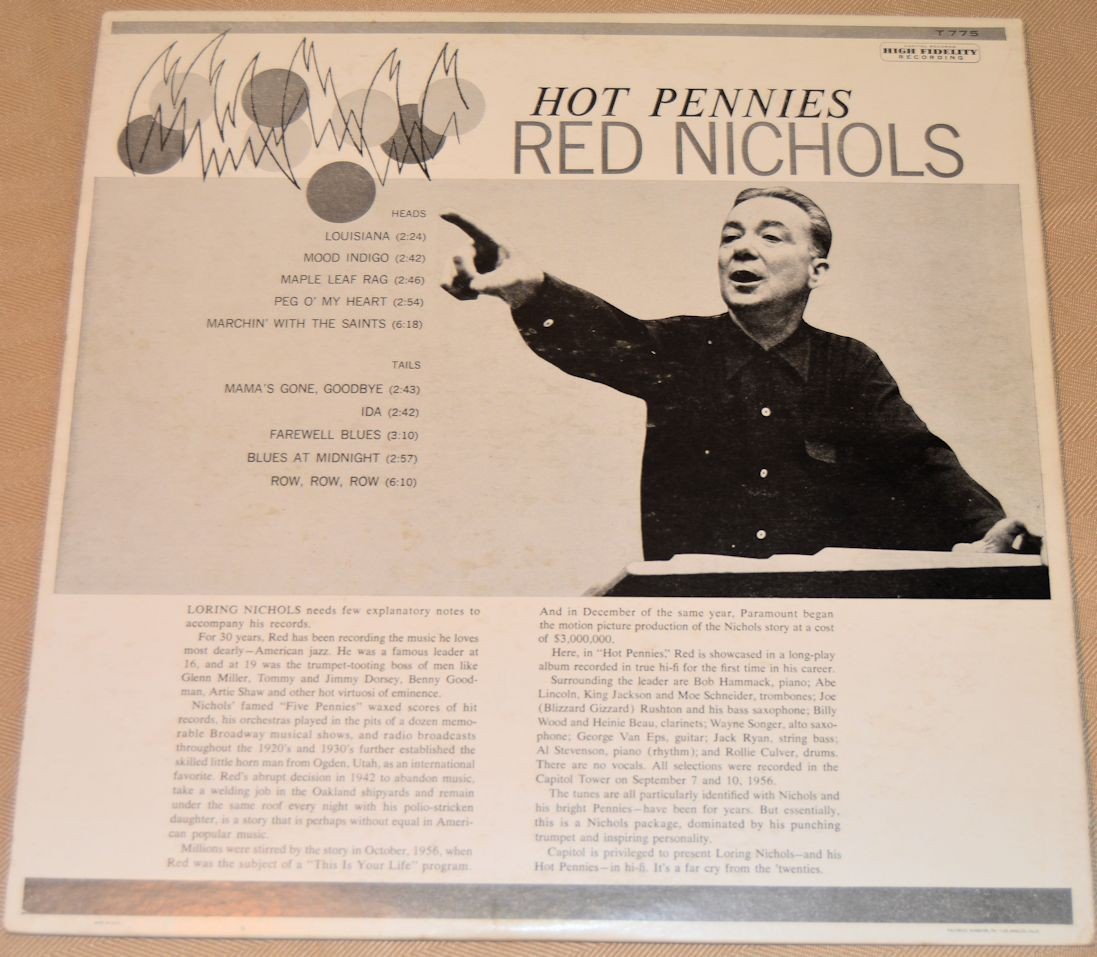 T 775
HIGH FIDELITY
RECORDING
HOT PENNIES
RED NICHOLS
HEADS
LOUISIANA (2:24)
MOOD INDIGO (2:42)
MAPLE LEAF RAG (2:46)
PEG O' MY HEART (2:54)
MARCHIN' WITH THE SAINTS (6:18)
TAILS
MAMA'S GONE, GOODBYE (2:43)
IDA (2:42)
FAREWELL BLUES (3:10)
BLUES AT MIDNIGHT (2:57)
ROW, ROW, ROW (6:10)
LORING NICHOLS needs few explanatory notes to
accompany his records.
For 30 years, Red has been recording the music he loves
most dearly—American jazz. He was a famous leader at
16, and at 19 was the trumpet-tooting boss of men like
Glenn Miller, Tommy and Jimmy Dorsey, Benny Good-
man, Artie Shaw and other hot virtuosi of eminence.
Nichols' famed "Five Pennies" waxed scores of hit
records, his orchestras played in the pits of a dozen memo-
rable Broadway musical shows, and radio broadcasts
throughout the 1920's and 1930's further established the
skilled little horn man from Ogden, Utah, as an international
favorite. Red's abrupt decision in 1942 to abandon music,
take a welding job in the Oakland shipyards and remain
under the same roof every night with his polio-stricken
daughter, is a story that is perhaps without equal in Ameri-
can popular music.
Millions were stirred by the story in October, 1956, when
Red was the subject of a "This Is Your Life" program.
And in December of the same year, Paramount began
the motion picture production of the Nichols story at a cost
of $3,000,000.
Here, in "Hot Pennies," Red is showcased in a long-play
album recorded in true hi-fi for the first time in his career.
Surrounding the leader are Bob Hammack, piano; Abe
Lincoln, King Jackson and Moe Schneider, trombones; Joe
(Blizzard Gizzard) Rushton and his bass saxophone; Billy
Wood and Heinie Beau, clarinets; Wayne Songer, alto saxo-
phone; George Van Eps, guitar; Jack Ryan, string bass;
Al Stevenson, piano (rhythm); and Rollie Culver, drums.
There are no vocals. All selections were recorded in the
Capitol Tower on September 7 and 10, 1956.
The tunes are all particularly identified with Nichols and
his bright Pennies—have been for years. But essentially,
this is a Nichols package, dominated by his punching
trumpet and inspiring personality.
Capitol is privileged to present Loring Nichols—and his
Hot Pennies—in hi-fi. It's a far cry from the 'twenties.